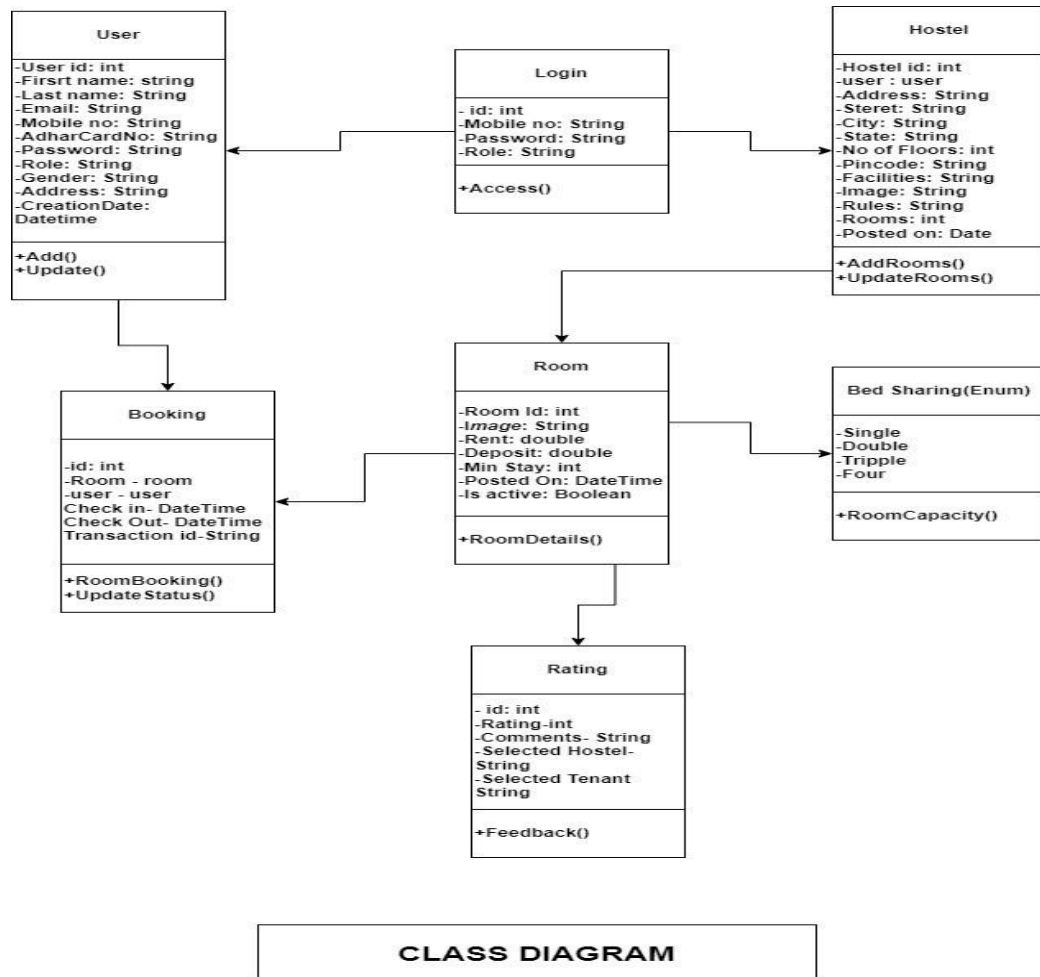 User
-User id: int
-Firsrt name: string
-Last name: String
-Email: String
-Mobile no: String
-AdharCardNo: String
-Password: String
-Role: String
-Gender: String
-Address: String
-CreationDate:
Datetime
+Add()
+Update()
Login
- id: int
-Mobile no: String
-Password: String
-Role: String
+Access()
Hostel
-Hostel id: int
-user : user
-Address: String
-Steret: String
-City: String
-State: String
-No of Floors: int
-Pincode: String
-Facilities: String
-Image: String
-Rules: String
-Rooms: int
-Posted on: Date
+AddRooms()
+UpdateRooms()
Booking
-id: int
-Room - room
-user - user
Check in- DateTime
Check Out- DateTime
Transaction id-String
+RoomBooking()
+UpdateStatus()
Room
-Room Id: int
-Image: String
-Rent: double
-Deposit: double
-Min Stay: int
-Posted On: DateTime
-Is active: Boolean
+RoomDetails()
Bed Sharing(Enum)
-Single
-Double
-Tripple
-Four
+RoomCapacity()
Rating
- id: int
-Rating-int
-Comments- String
-Selected Hostel-
String
-Selected Tenant
String
+Feedback()
CLASS DIAGRAM